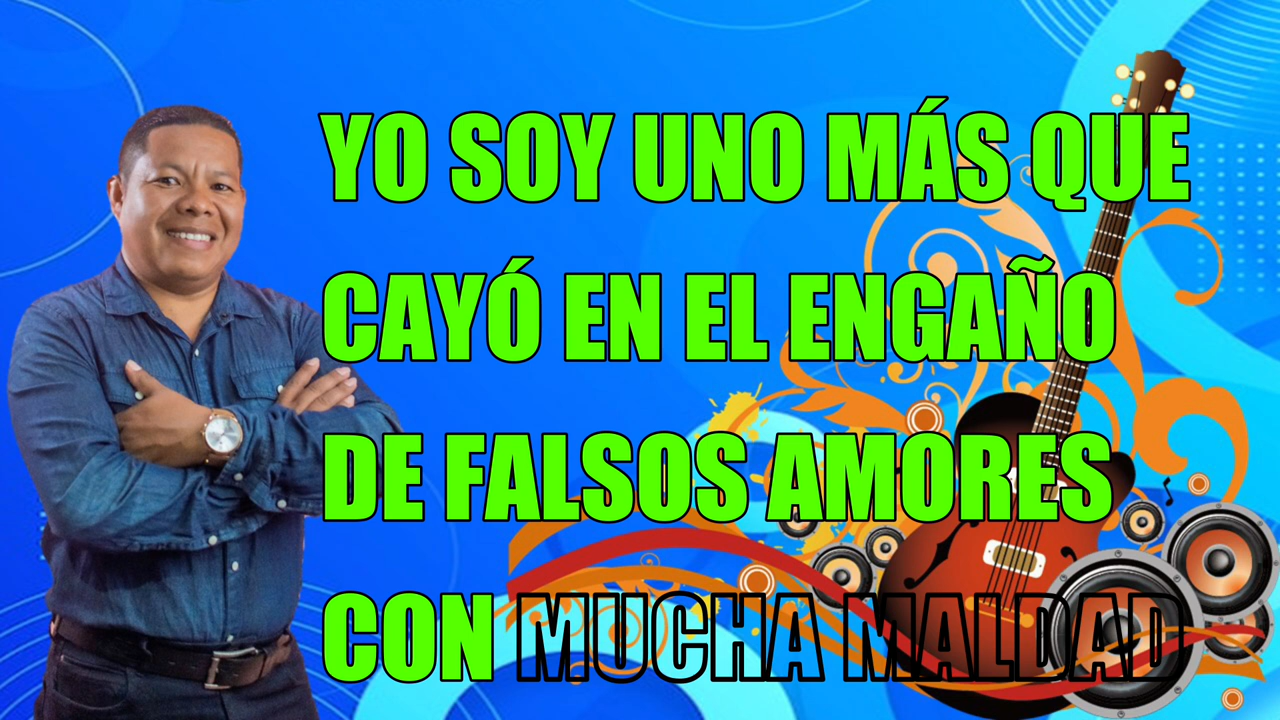 YO SOY UNO MÁS QUE
CAYÓ EN EL ENGAÑO
DE FALSOS AMORES
CON MUCHA MALDAD